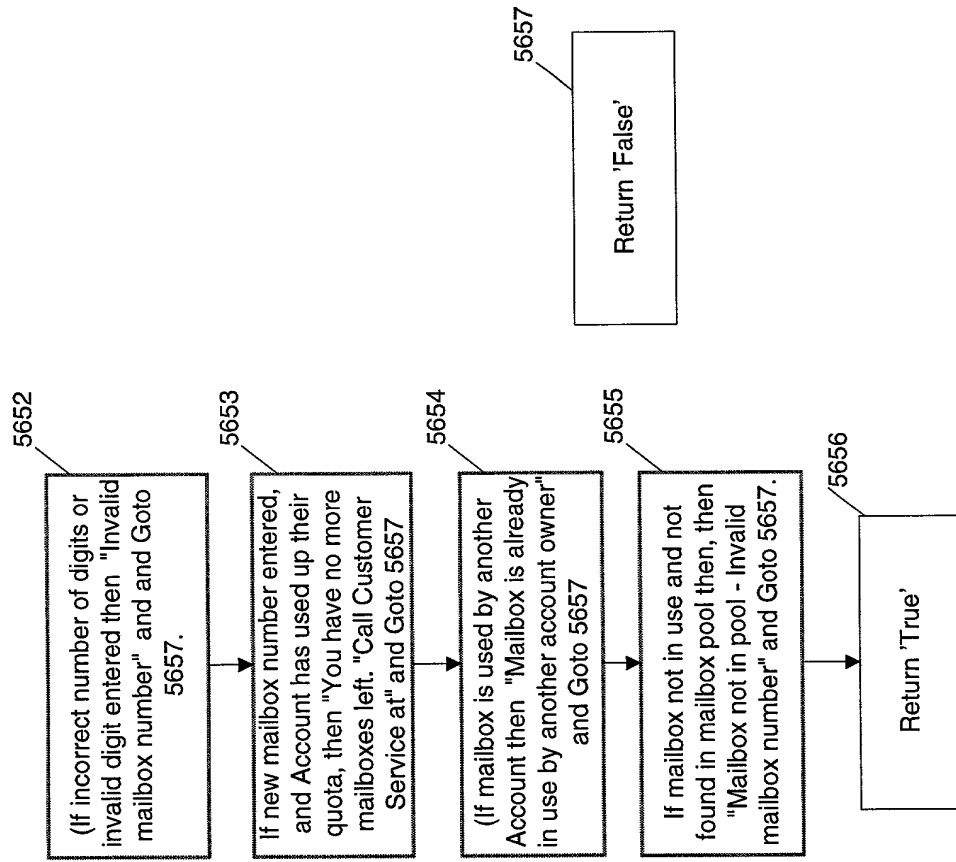 5652
(If incorrect number of digits or
invalid digit entered then "Invalid
mailbox number" and and Goto
5657.
5653
If new mailbox number entered,
and Account has used up their
quota, then "You have no more
mailboxes left. "Call Customer
Service at" and Goto 5657
5654
(If mailbox is used by another
Account then "Mailbox is already
in use by another account owner"
and Goto 5657
5655
If mailbox not in use and not
found in mailbox pool then, then
"Mailbox not in pool - Invalid
mailbox number" and Goto 5657.
5656
Return 'True'
5657
Return 'False'